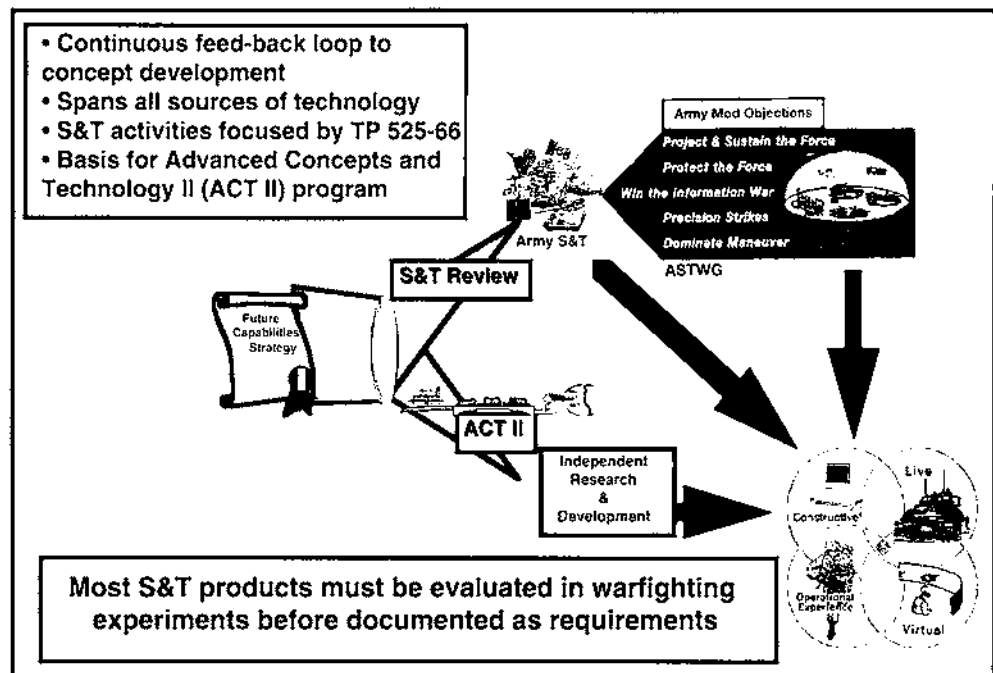 • Continuous feed-back loop to
concept development
• Spans all sources of technology
• S&T activities focused by TP 525-66
• Basis for Advanced Concepts and
Technology II (ACT II) program
Army Mod Objections
Project & Sustain the Force
Protect the Force
Win the Information War
Precision Strikes
Dominate Maneuver
ASTWG
Army S&T
S&T Review
Future
Capabilities
Strategy
ACT II
Independent
Research
&
Development
Live
Constructive
Operational
Experience
Virtual
Most S&T products must be evaluated in warfighting
experiments before documented as requirements